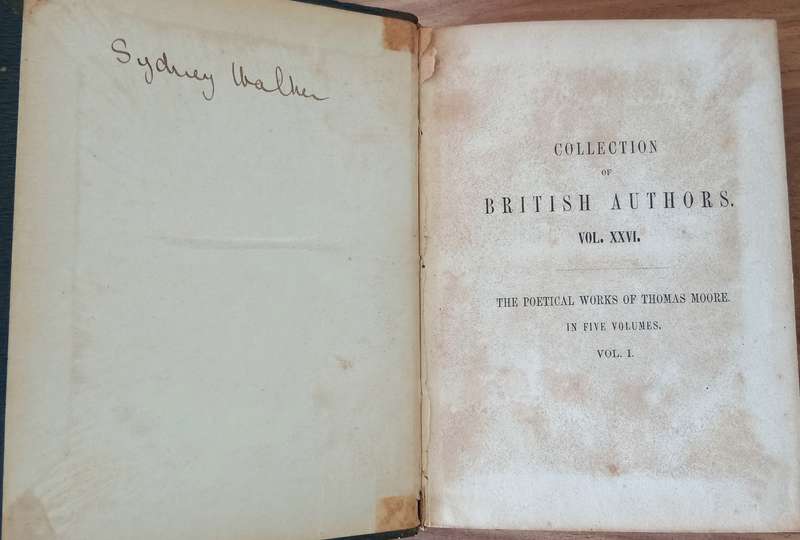 Sydney Walker
COLLECTION
OF
BRITISH AUTHORS.
VOL. XXVI.
THE POETICAL WORKS OF THOMAS MOORE.
IN FIVE VOLUMES.
VOL. I.